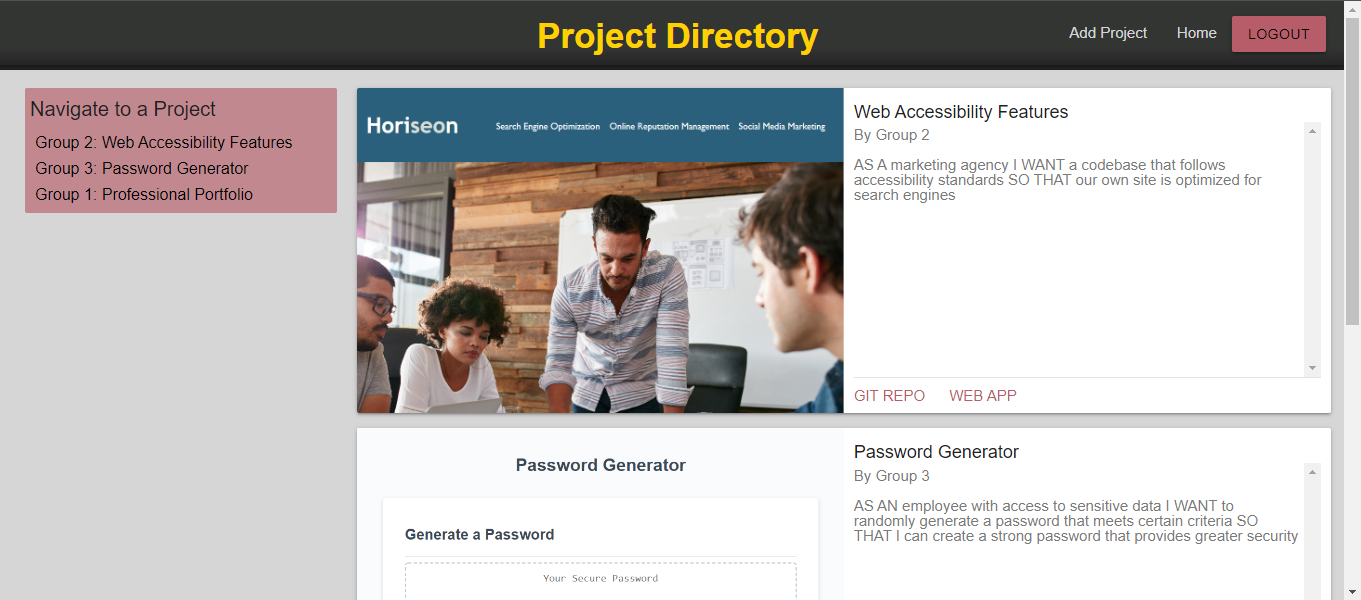 Project Directory
Add Project
Home
LOGOUT
Navigate to a Project
Group 2: Web Accessibility Features
Group 3: Password Generator
Group 1: Professional Portfolio
Horiseon
Search Engine Optimization
Online Reputation Management
Social Media Marketing
Web Accessibility Features
By Group 2
AS A marketing agency I WANT a codebase that follows
accessibility standards SO THAT our own site is optimized for
search engines
GIT REPO
WEB APP
Password Generator
Generate a Password
Your Secure Password
Password Generator
By Group 3
AS AN employee with access to sensitive data I WANT to
randomly generate a password that meets certain criteria SO
THAT I can create a strong password that provides greater security